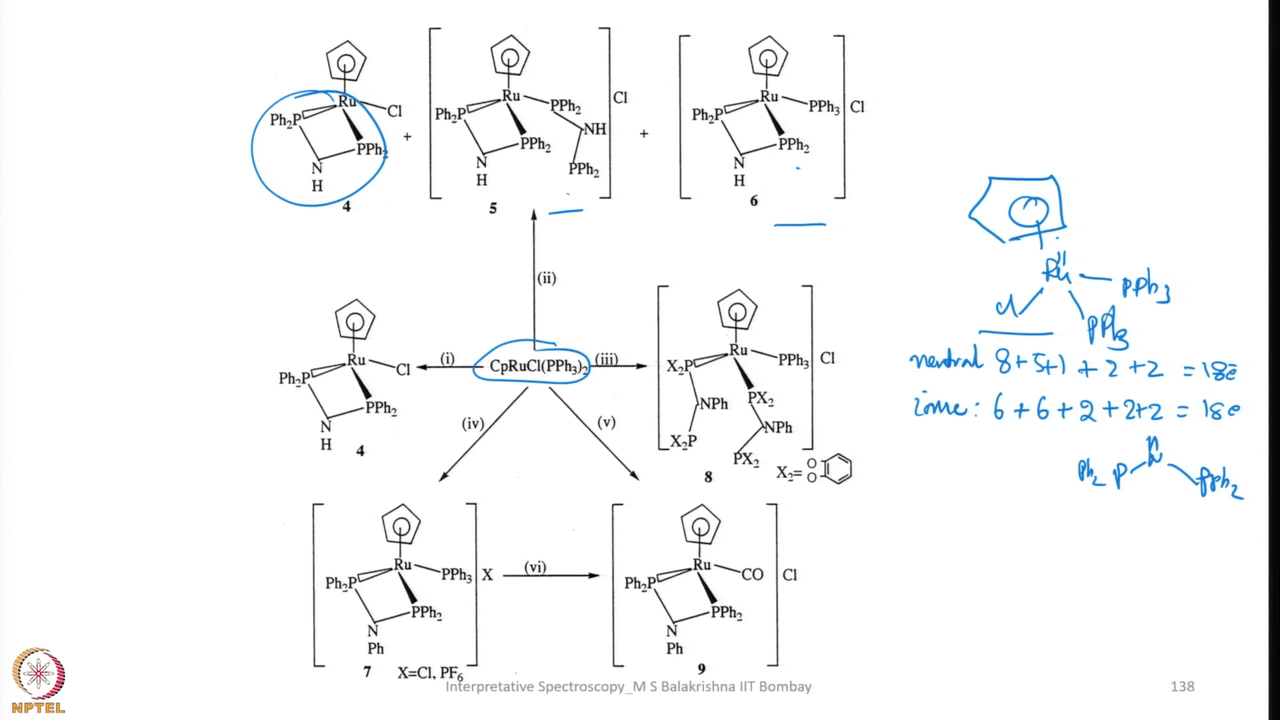 Ru
Cl
Ph₂P
PPh₂
N
H
4
+
Ru
Ph₂P
PPh₂
NH
PPh₂
PPh₂
N
H
Cl
5
+
Ru
Ph₂P
PPh₃
PPh₂
N
H
Cl
6
(ii)
Ru
Cl
Ph₂P
PPh₂
N
H
4
(i)
CpRuCl(PPh₃)₂
(iii)
(iv)
(v)
Ru
X₂P
PPh₃
Cl
NPh
PX₂
X₂P
NPh
PX₂
8
X₂=
O
O
Ru
Ph₂P
PPh₃
X
PPh₂
N
Ph
7
X=Cl, PF₆
(vi)
Ru
Ph₂P
CO
Cl
PPh₂
N
Ph
9
II
Ru
PPh₃
Cl
PPh₃
neutral 8+5+1 + 2 +2 = 18e
: 6 + 6 + 2 + 2+2 = 18e
Ph₂ P
PPh₂
NPTEL
Interpretative Spectroscopy_M S Balakrishna IIT Bombay
138